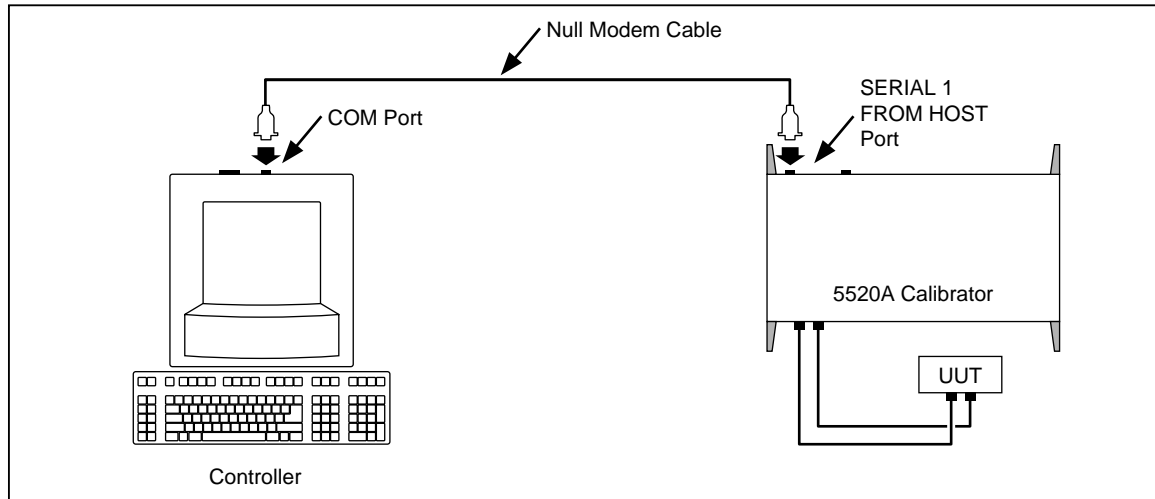 Null Modem Cable
COM Port
SERIAL 1
FROM HOST
Port
5520A Calibrator
UUT
Controller